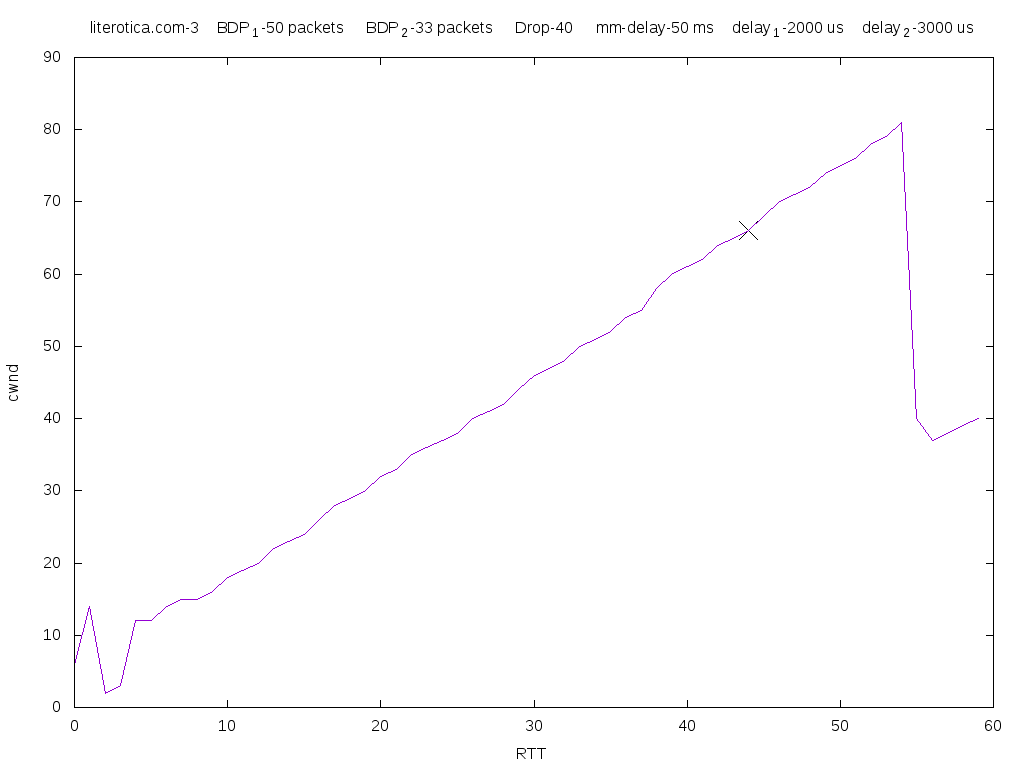 literotica.com-3 BDP1-50 packets BDP2-33 packets Drop-40 mm-delay-50 ms delay1-2000 us delay2-3000 us
90
80
70
60
50
40
30
20
10
0
cwnd
0 10 20 30 40 50 60
RTT